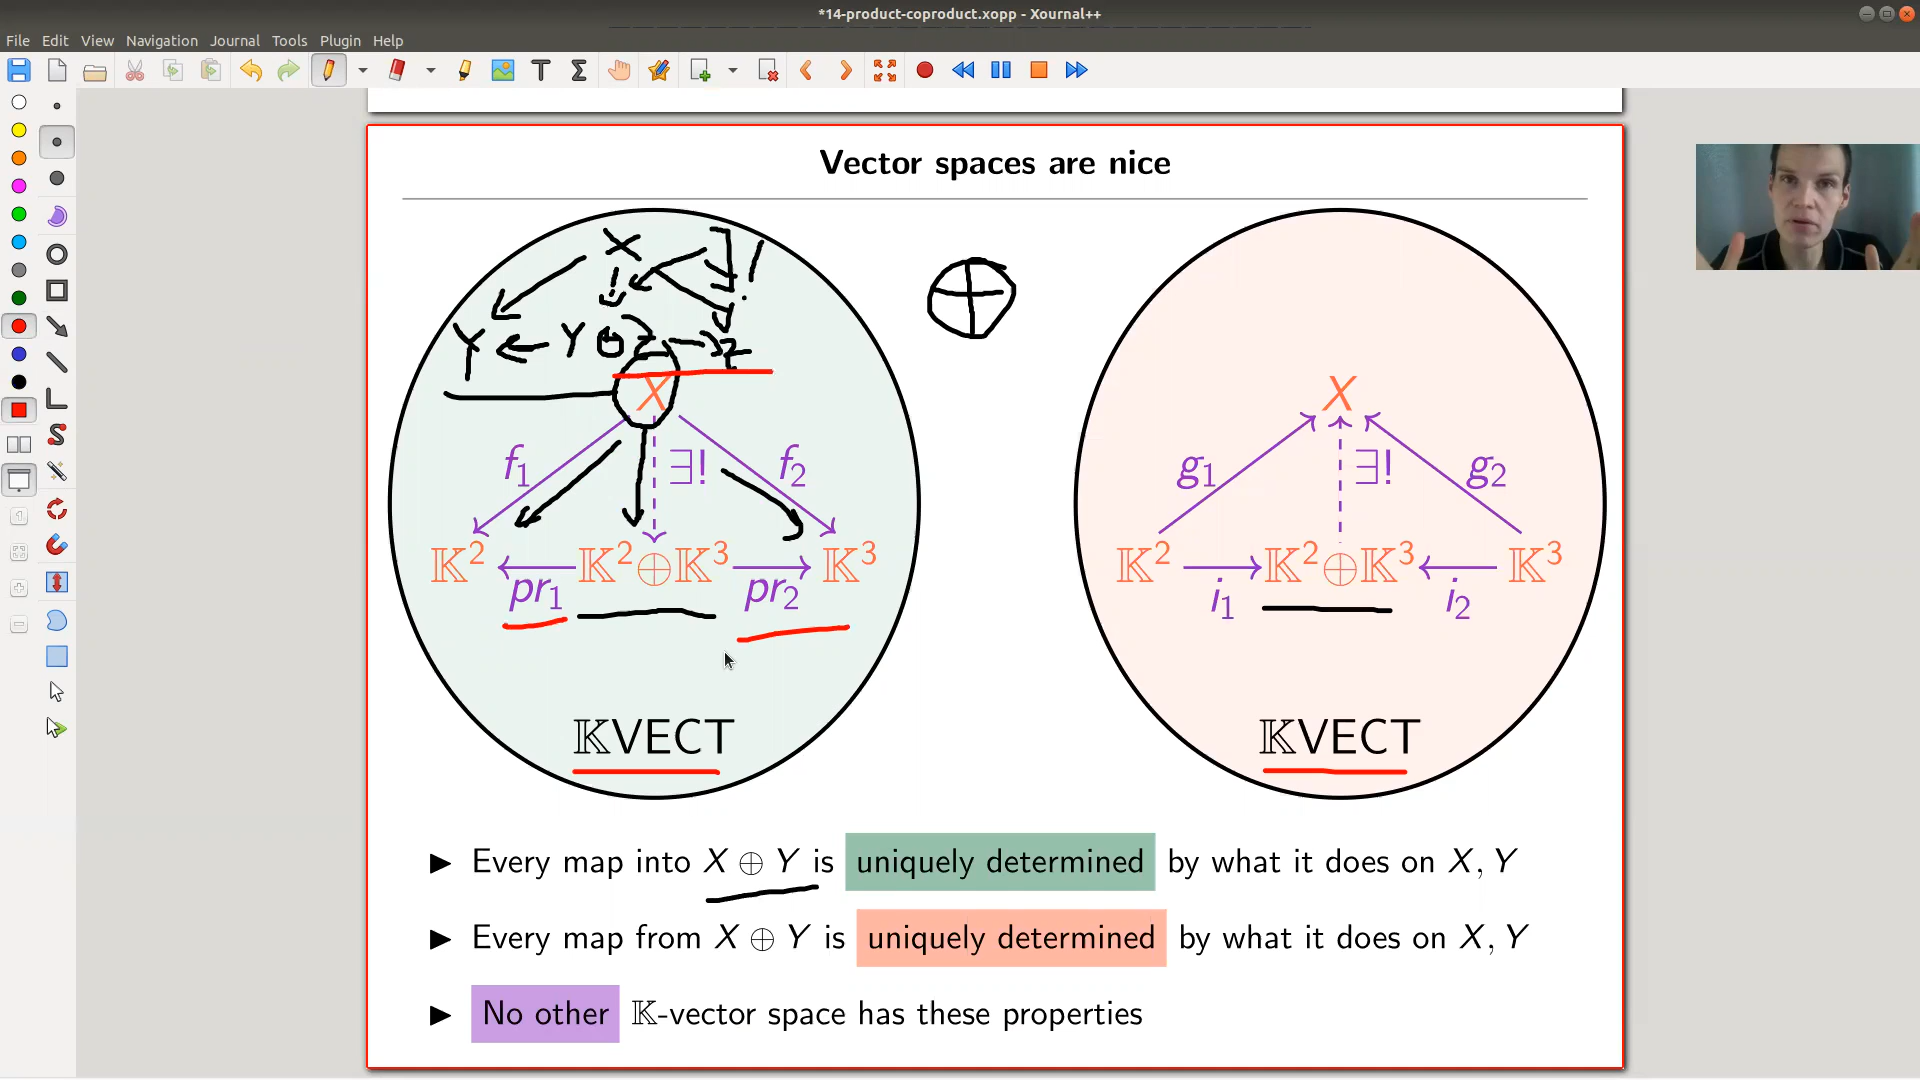 *14-product-coproduct.xopp - Xournal++
File Edit View Navigation Journal Tools Plugin Help
Vector spaces are nice
X ∃!
Y ← Y ⊕ Z → Z
⊕
X
f₁ ∃! f₂
𝕂² ← 𝕂²⊕𝕂³ → 𝕂³
pr₁ pr₂
𝕂VECT
X
g₁ ∃! g₂
𝕂² → 𝕂²⊕𝕂³ ← 𝕂³
i₁ i₂
𝕂VECT
▶ Every map into X ⊕ Y is uniquely determined by what it does on X, Y
▶ Every map from X ⊕ Y is uniquely determined by what it does on X, Y
▶ No other 𝕂-vector space has these properties